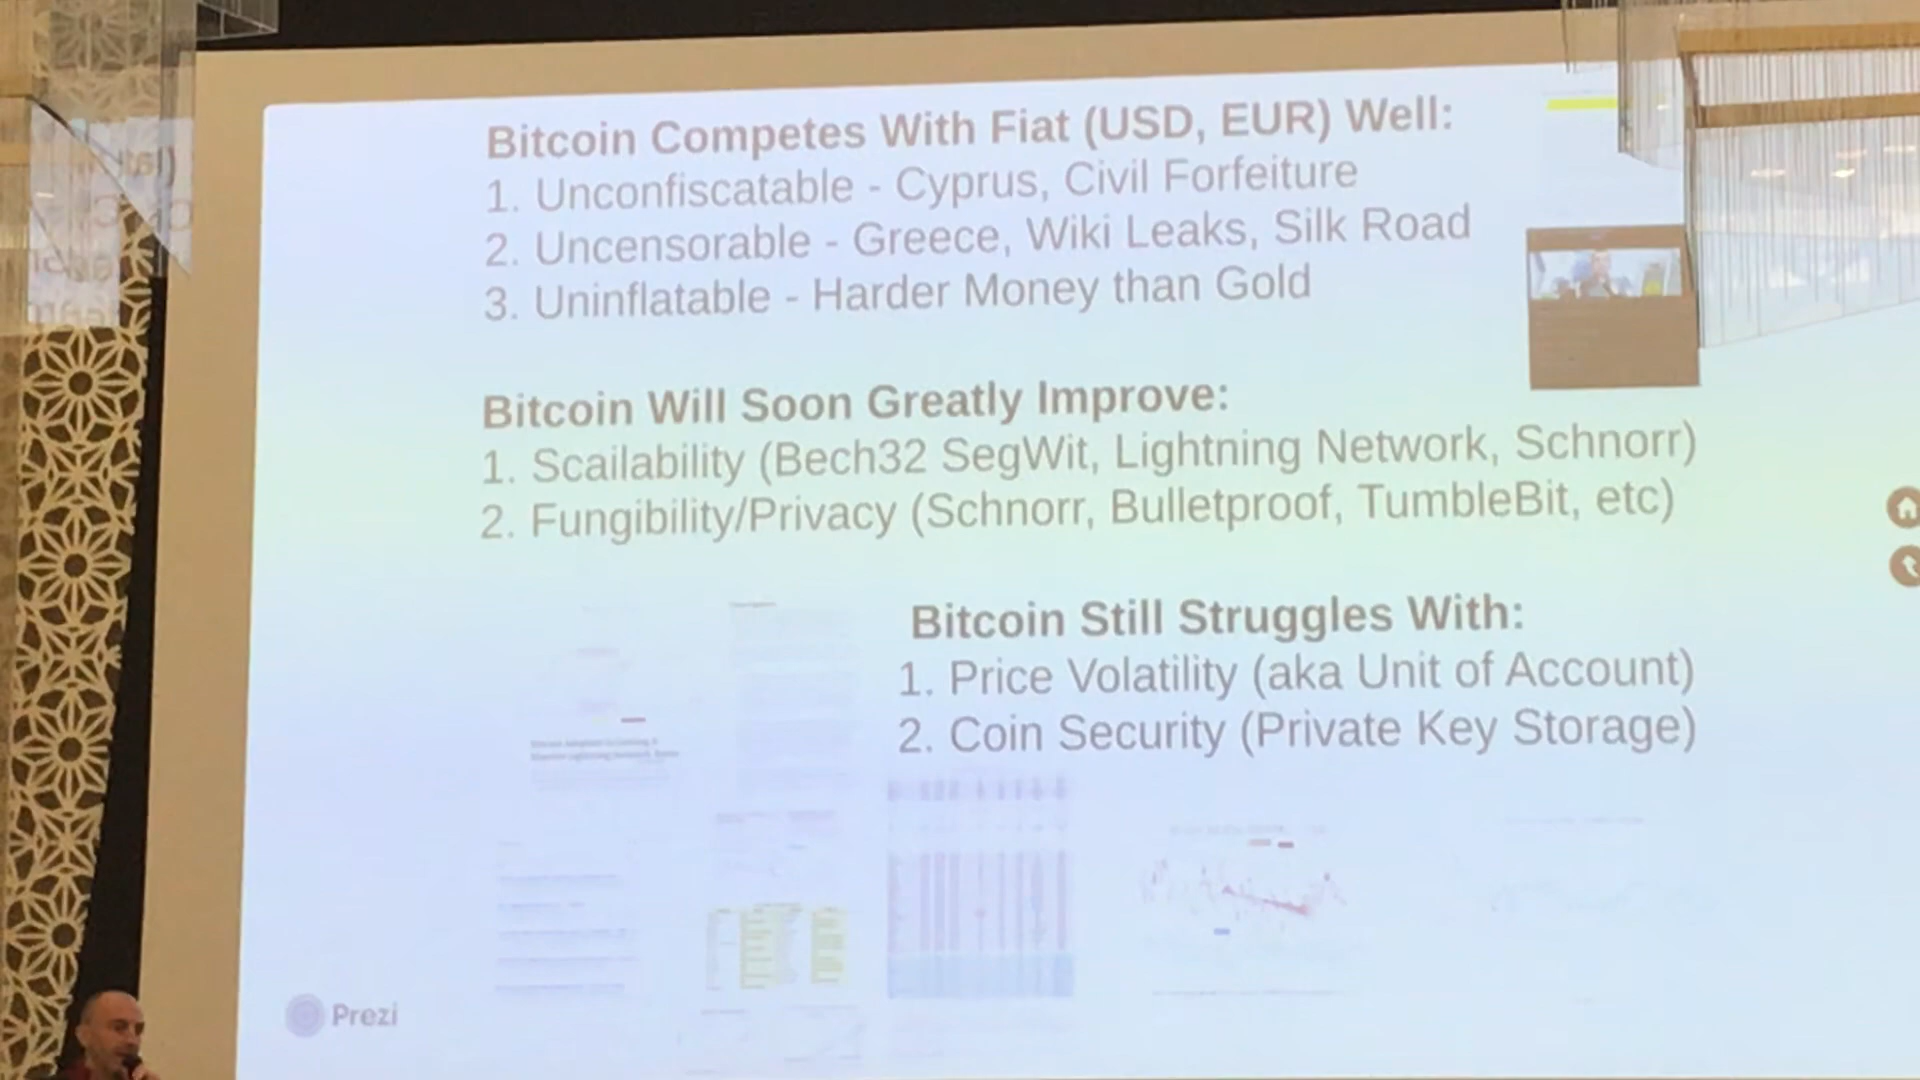 Bitcoin Competes With Fiat (USD, EUR) Well:
1. Unconfiscatable - Cyprus, Civil Forfeiture
2. Uncensorable - Greece, Wiki Leaks, Silk Road
3. Uninflatable - Harder Money than Gold
Bitcoin Will Soon Greatly Improve:
1. Scailability (Bech32 SegWit, Lightning Network, Schnorr)
2. Fungibility/Privacy (Schnorr, Bulletproof, TumbleBit, etc)
Bitcoin Still Struggles With:
1. Price Volatility (aka Unit of Account)
2. Coin Security (Private Key Storage)
Prezi